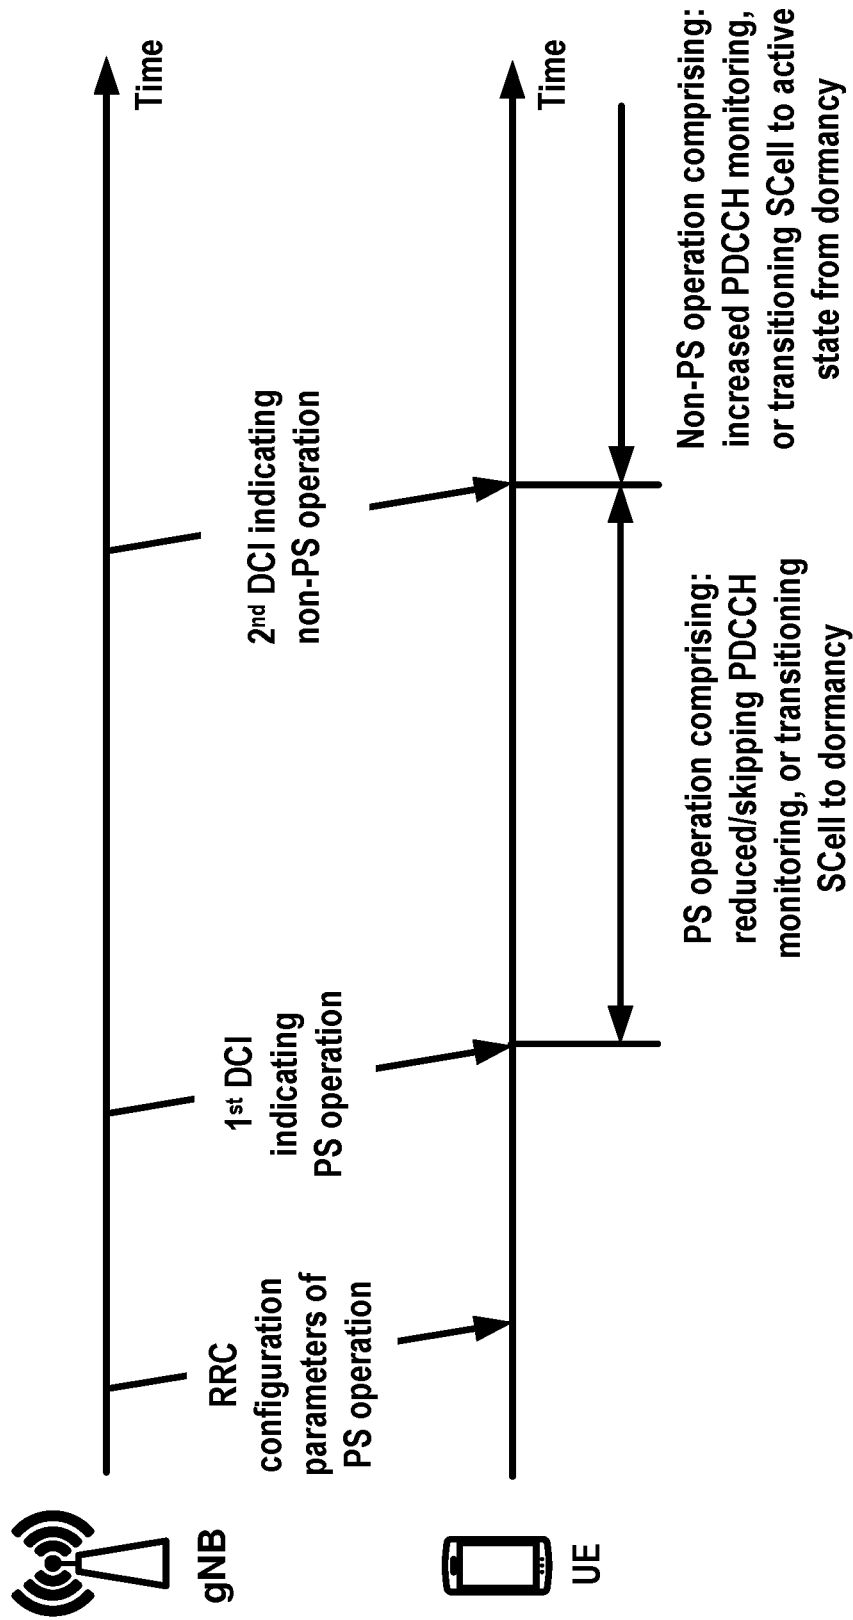 gNB
Time
RRC
configuration
parameters of
PS operation
1st DCI
indicating
PS operation
2nd DCI indicating
non-PS operation
UE
Time
PS operation comprising:
reduced/skipping PDCCH
monitoring, or transitioning
SCell to dormancy
Non-PS operation comprising:
increased PDCCH monitoring,
or transitioning SCell to active
state from dormancy